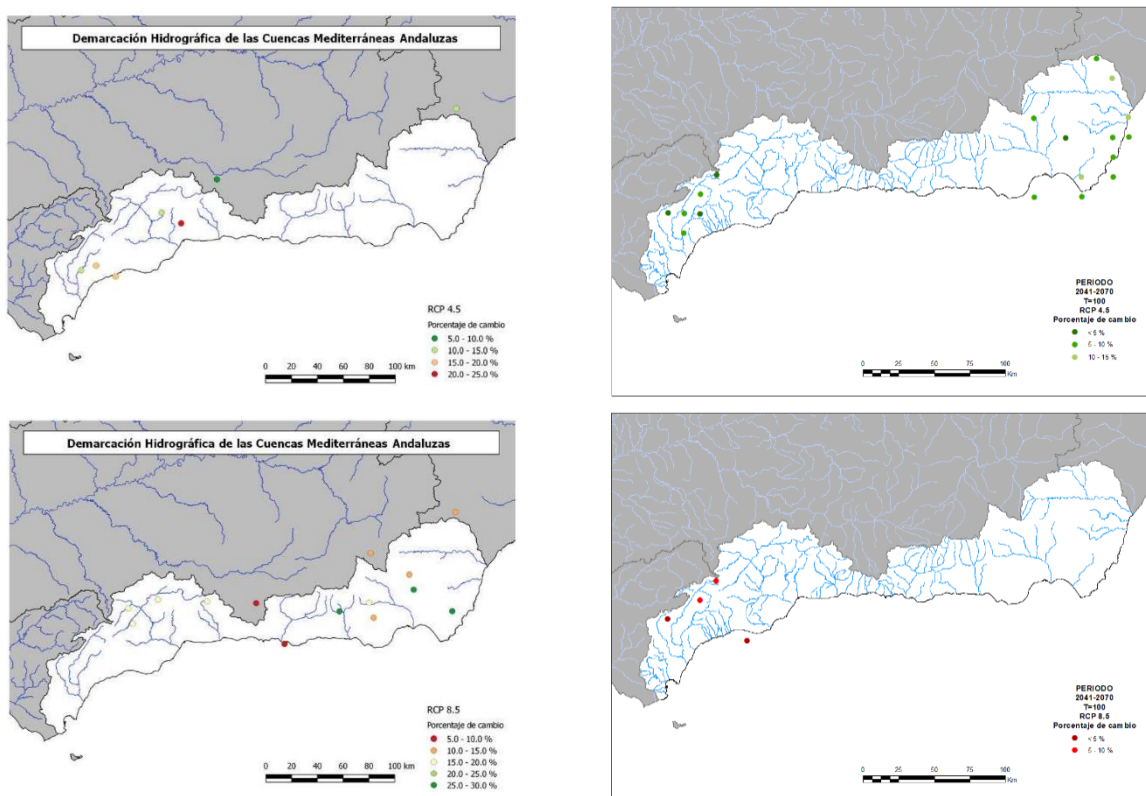 Demarcación Hidrográfica de las Cuencas Mediterráneas Andaluzas
RCP 4.5
Porcentaje de cambio
5.0 - 10.0 %
10.0 - 15.0 %
15.0 - 20.0 %
20.0 - 25.0 %
0 20 40 60 80 100 km
PERIODO
2041-2070
T=100
RCP 4.5
Porcentaje de cambio
< 5 %
5 - 10 %
10 - 15 %
0 25 50 75 100
Km
Demarcación Hidrográfica de las Cuencas Mediterráneas Andaluzas
RCP 8.5
Porcentaje de cambio
5.0 - 10.0 %
10.0 - 15.0 %
15.0 - 20.0 %
20.0 - 25.0 %
25.0 - 30.0 %
0 20 40 60 80 100 km
PERIODO
2041-2070
T=100
RCP 8.5
Porcentaje de cambio
< 5 %
5 - 10 %
0 25 50 75 100
Km